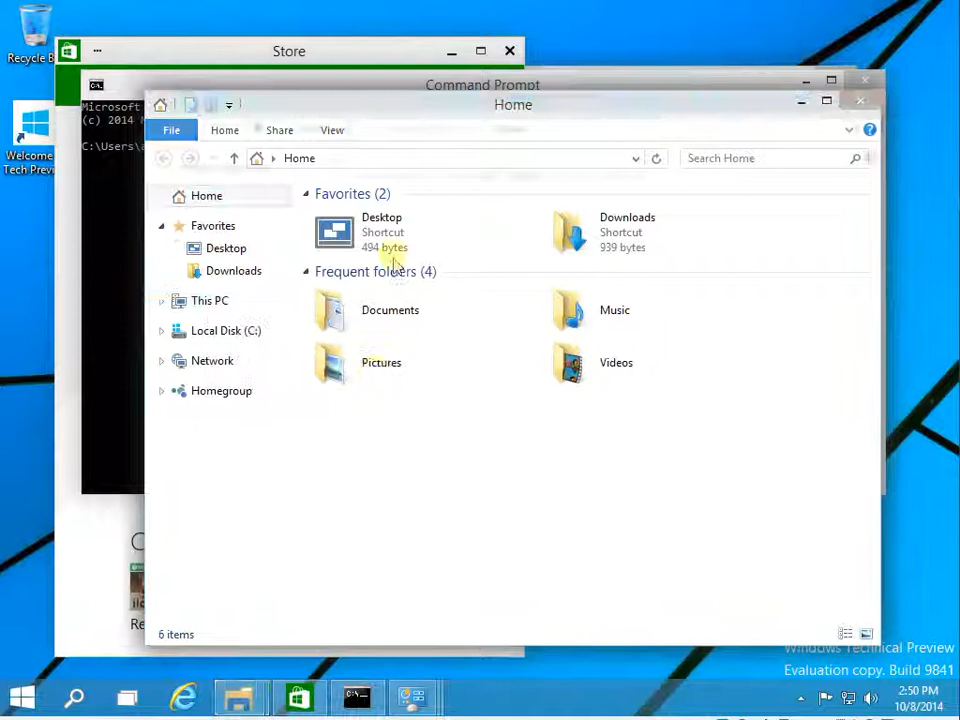 Recycle B
Store
Command Prompt
Microsoft
(c) 2014
C:\Users\
Home
File Home Share View
Home
Search Home
Welcome
Tech Previ
Home
Favorites
Desktop
Downloads
This PC
Local Disk (C:)
Network
Homegroup
Favorites (2)
Desktop
Shortcut
494 bytes
Downloads
Shortcut
939 bytes
Frequent folders (4)
Documents
Music
Pictures
Videos
6 items
Windows Technical Preview
Evaluation copy. Build 9841
2:50 PM
10/8/2014